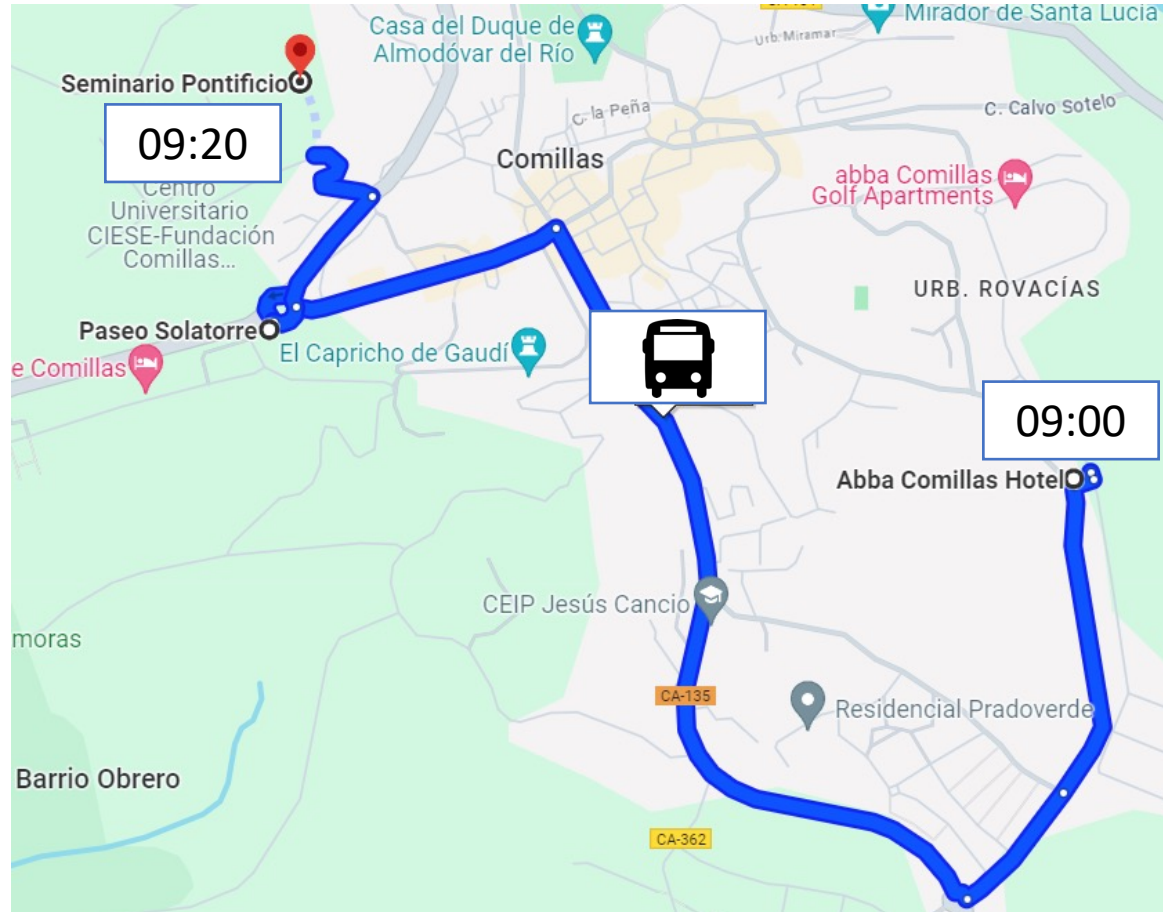 Casa del Duque de
Almodóvar del Río
Mirador de Santa Lucía
Urb. Miramar
Seminario Pontificio
09:20
C. la Peña
C. Calvo Sotelo
Comillas
abba Comillas
Golf Apartments
Centro
Universitario
CIESE-Fundación
Comillas...
URB. ROVACÍAS
Paseo Solatorre
El Capricho de Gaudí
e Comillas
09:00
Abba Comillas Hotel
CEIP Jesús Cancio
moras
CA-135
Residencial Pradoverde
Barrio Obrero
CA-362